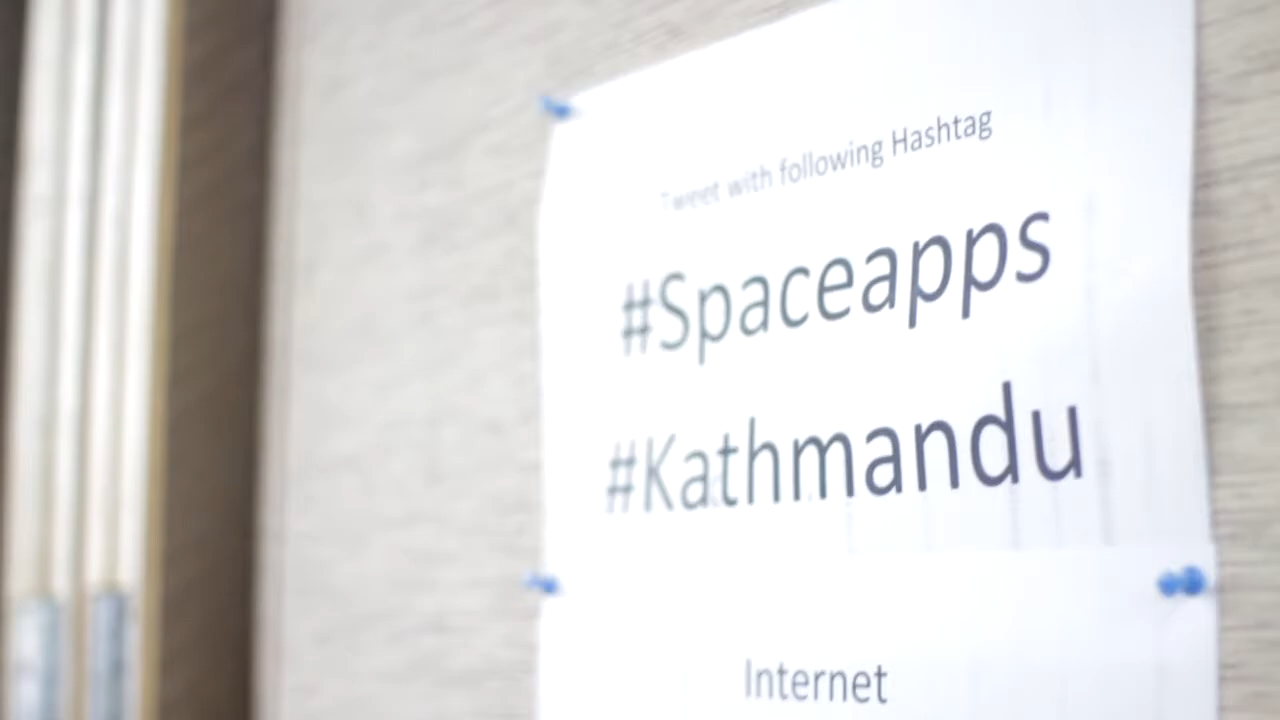 Tweet with following Hashtag
#Spaceapps
#Kathmandu
Internet